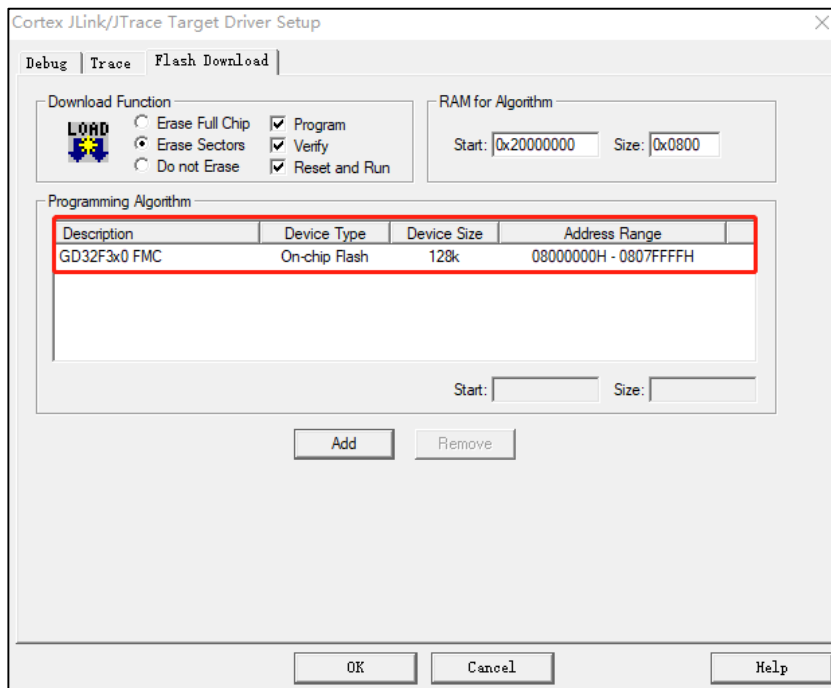 Cortex JLink/JTrace Target Driver Setup
Debug Trace Flash Download
Download Function
LOAD
Erase Full Chip
Erase Sectors
Do not Erase
Program
Verify
Reset and Run
RAM for Algorithm
Start: 0x20000000 Size: 0x0800
Programming Algorithm
Description Device Type Device Size Address Range
GD32F3x0 FMC On-chip Flash 128k 08000000H - 0807FFFFH
Start: Size:
Add Remove
OK Cancel Help